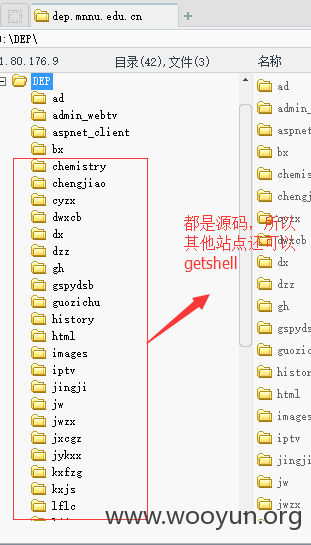 dep.mnnu.edu.cn
:\DEP\
1.80.176.9 目录(42),文件(3) 名称
DEP
ad
admin_webtv
aspnet_client
bx
chemistry
chengjiao
cyzx
dwxcb
dx
dzz
gh
gspydsb
guozichu
history
html
images
iptv
jingji
jw
jwzx
jxcgz
jykxx
kxfzg
kxjs
lflc
都是源码，所以
其他站点还可以
getshell
ad
admin_
aspnet
bx
chemis
chengj
cyzx
dwxcb
dx
dzz
gh
gspyds
guozic
histor
html
images
iptv
jingji
jw
jwzx
www.wooyun.org